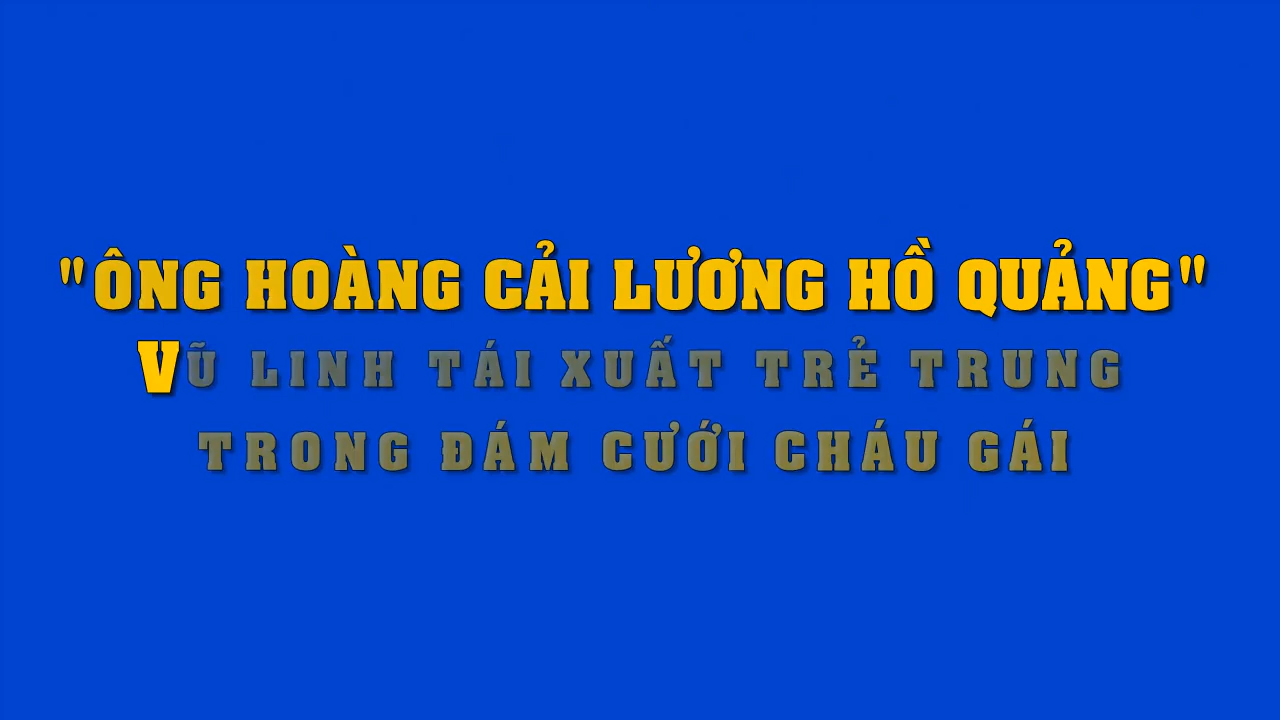 "ÔNG HOÀNG CẢI LƯƠNG HỒ QUẢNG"
VŨ LINH TÁI XUẤT TRẺ TRUNG
TRONG ĐÁM CƯỚI CHÁU GÁI